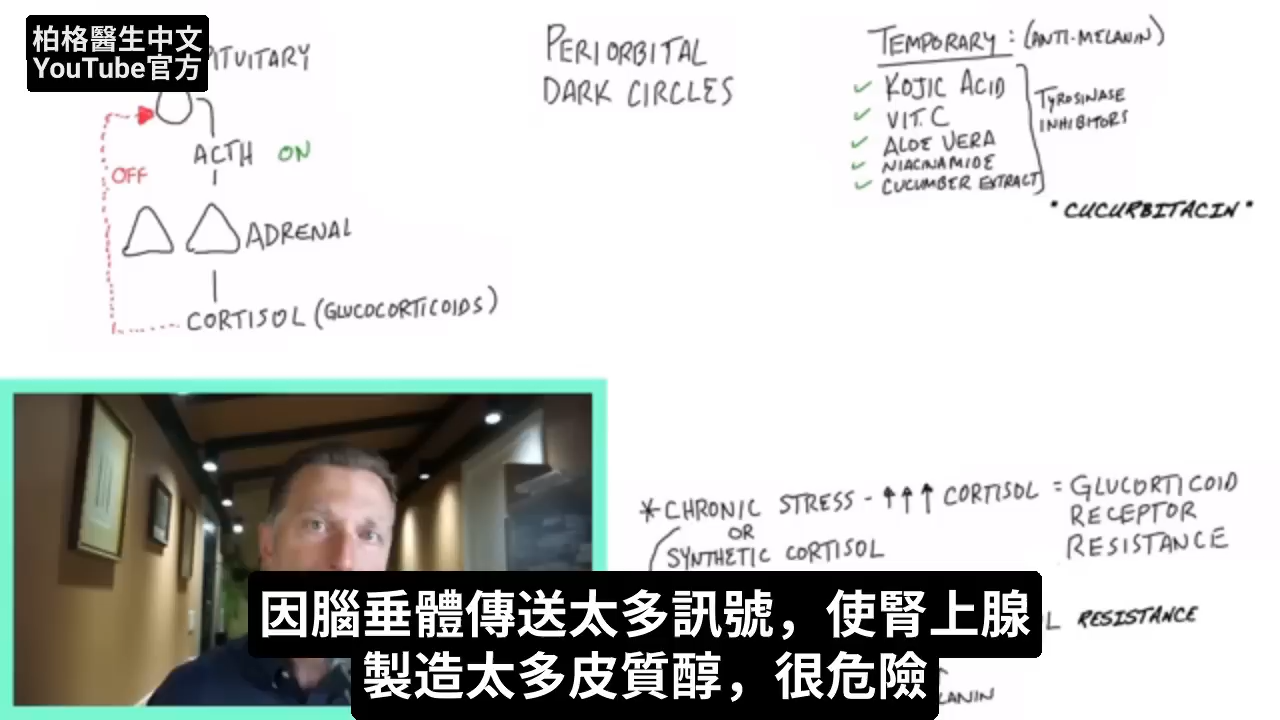 柏格醫生中文
YouTube官方
PITUITARY
ACTH ON
OFF
ADRENAL
CORTISOL (GLUCOCORTICOIDS)
PERIORBITAL
DARK CIRCLES
TEMPORARY: (ANTI-MELANIN)
✓ KOJIC ACID
✓ VIT. C
✓ ALOE VERA
✓ NIACINAMIDE
✓ CUCUMBER EXTRACT
TYROSINASE
INHIBITORS
"CUCURBITACIN"
*CHRONIC STRESS - ↑↑↑ CORTISOL = GLUCORTICOID
OR
RECEPTOR
SYNTHETIC CORTISOL
RESISTANCE
L RESISTANCE
LANIN
因腦垂體傳送太多訊號，使腎上腺
製造太多皮質醇，很危險